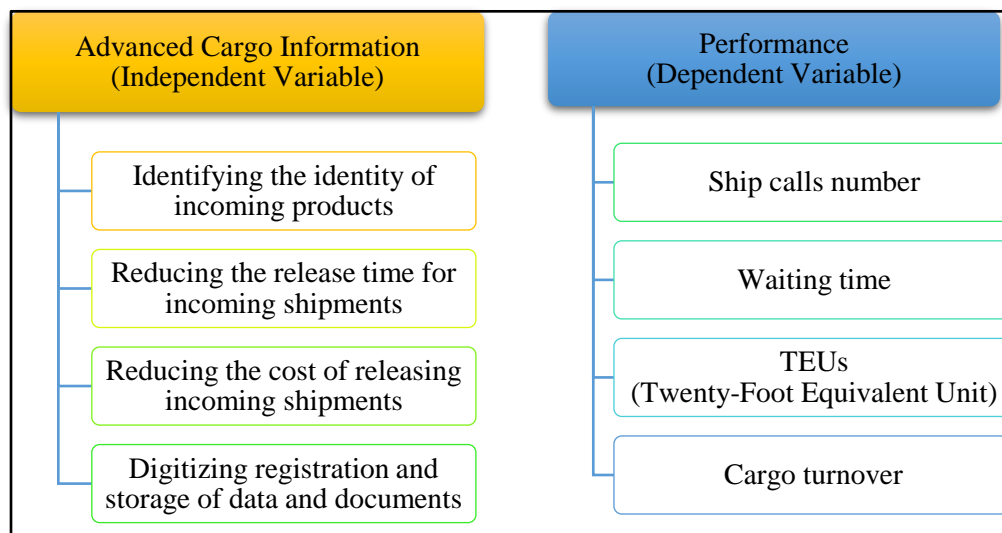 Advanced Cargo Information
(Independent Variable)
Identifying the identity of
incoming products
Reducing the release time for
incoming shipments
Reducing the cost of releasing
incoming shipments
Digitizing registration and
storage of data and documents
Performance
(Dependent Variable)
Ship calls number
Waiting time
TEUs
(Twenty-Foot Equivalent Unit)
Cargo turnover